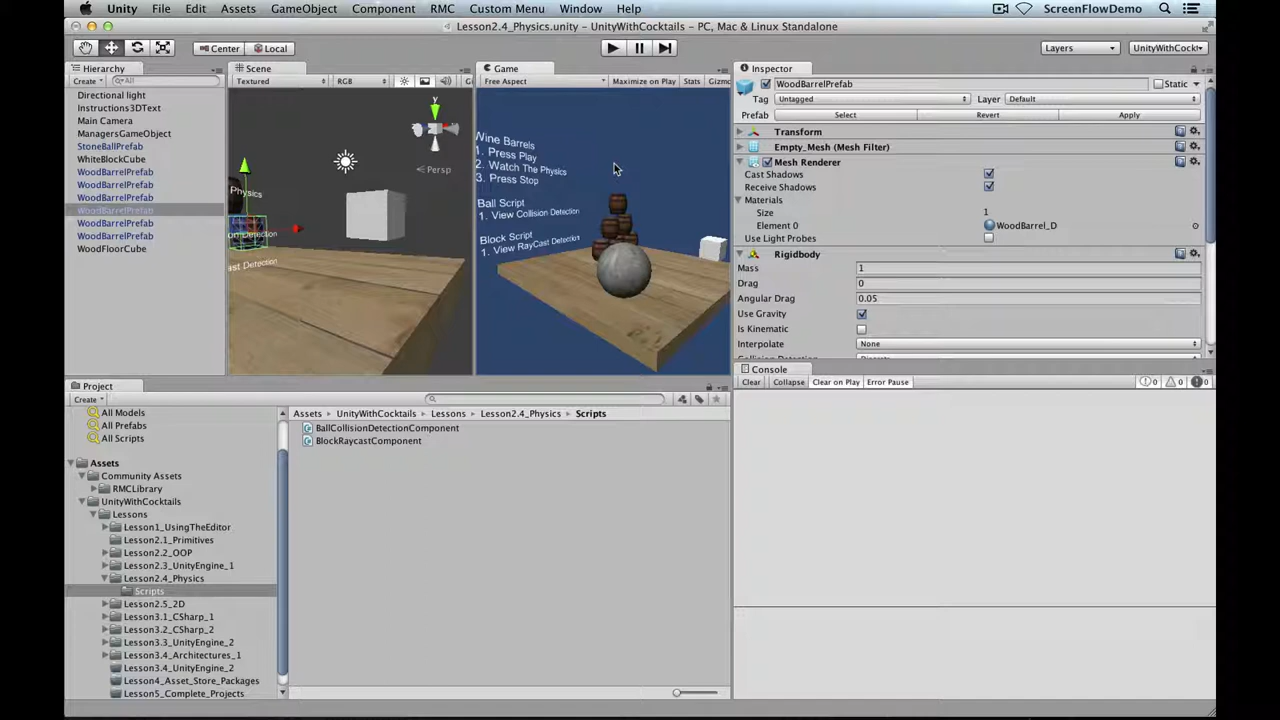 Unity File Edit Assets GameObject Component RMC Custom Menu Window Help ScreenFlowDemo
Lesson2.4_Physics.unity - UnityWithCocktails - PC, Mac & Linux Standalone
Center Local Layers UnityWithCockt
Hierarchy
Create All
Directional light
Instructions3DText
Main Camera
ManagersGameObject
StoneBallPrefab
WhiteBlockCube
WoodBarrelPrefab
WoodBarrelPrefab
WoodBarrelPrefab
WoodBarrelPrefab
WoodBarrelPrefab
WoodBarrelPrefab
WoodFloorCube
Scene
Textured RGB
y
Persp
Physics
on Detection
Cast Detection
Game
Free Aspect Maximize on Play Stats Gizmo
Wine Barrels
1. Press Play
2. Watch The Physics
3. Press Stop
Ball Script
1. View Collision Detection
Block Script
1. View RayCast Detection
Inspector
WoodBarrelPrefab Static
Tag Untagged Layer Default
Prefab Select Revert Apply
Transform
Empty_Mesh (Mesh Filter)
Mesh Renderer
Cast Shadows
Receive Shadows
Materials
Size 1
Element 0 WoodBarrel_D
Use Light Probes
Rigidbody
Mass 1
Drag 0
Angular Drag 0.05
Use Gravity
Is Kinematic
Interpolate None
Project
Create
All Models
All Prefabs
All Scripts
Assets
Community Assets
RMCLibrary
UnityWithCocktails
Lessons
Lesson1_UsingTheEditor
Lesson2.1_Primitives
Lesson2.2_OOP
Lesson2.3_UnityEngine_1
Lesson2.4_Physics
Scripts
Lesson2.5_2D
Lesson3.1_CSharp_1
Lesson3.2_CSharp_2
Lesson3.3_UnityEngine_2
Lesson3.4_Architectures_1
Lesson3.4_UnityEngine_2
Lesson4_Asset_Store_Packages
Lesson5_Complete_Projects
Assets UnityWithCocktails Lessons Lesson2.4_Physics Scripts
BallCollisionDetectionComponent
BlockRaycastComponent
Console
Clear Collapse Clear on Play Error Pause 0 0 0